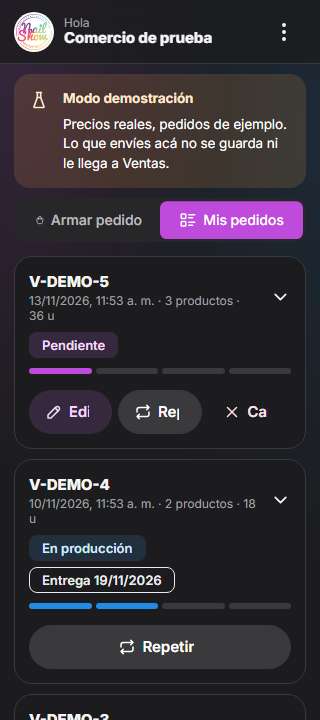 Nail
Show
Hola
Comercio de prueba
Modo demostración
Precios reales, pedidos de ejemplo.
Lo que envíes acá no se guarda ni
le llega a Ventas.
Armar pedido
Mis pedidos
V-DEMO-5
13/11/2026, 11:53 a. m. · 3 productos ·
36 u
Pendiente
Edi
Rep
Ca
V-DEMO-4
10/11/2026, 11:53 a. m. · 2 productos · 18
u
En producción
Entrega 19/11/2026
Repetir
V-DEMO-3